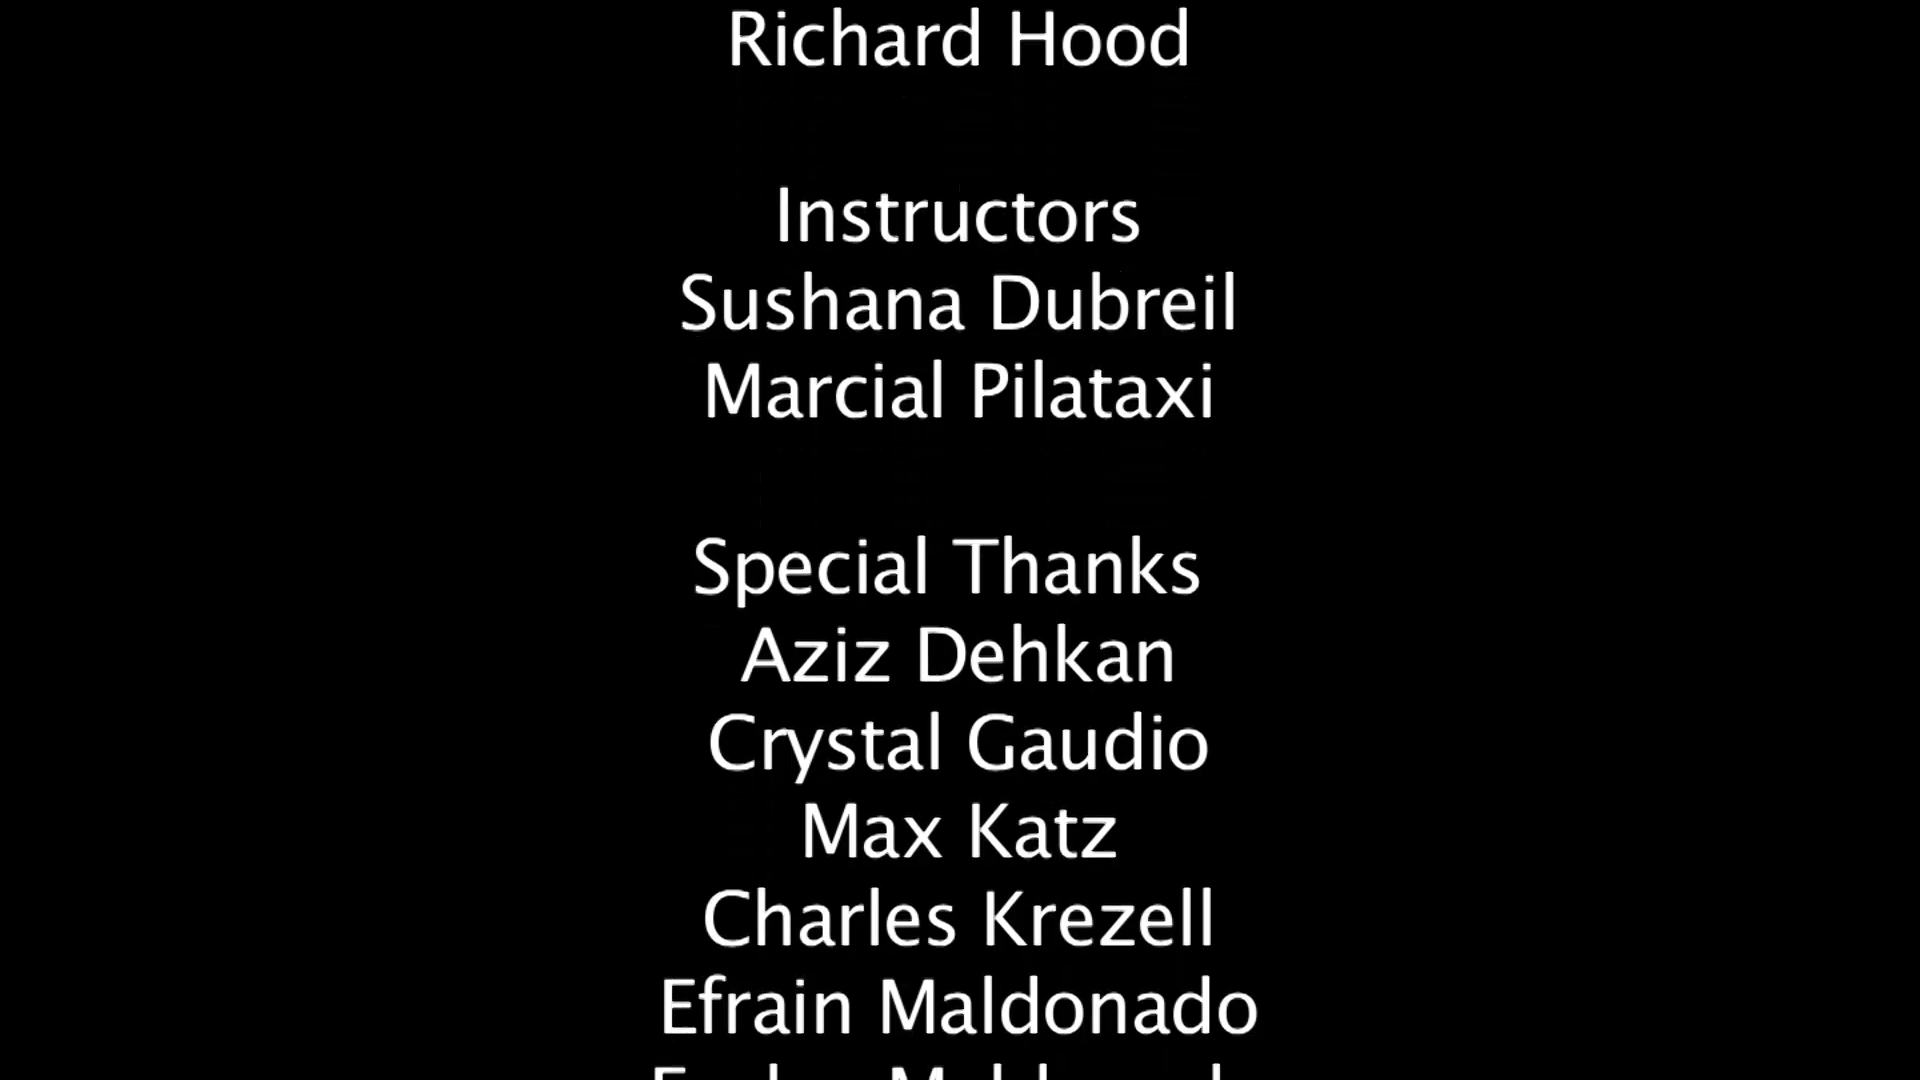 Richard Hood
Instructors
Sushana Dubreil
Marcial Pilataxi
Special Thanks
Aziz Dehkan
Crystal Gaudio
Max Katz
Charles Krezell
Efrain Maldonado